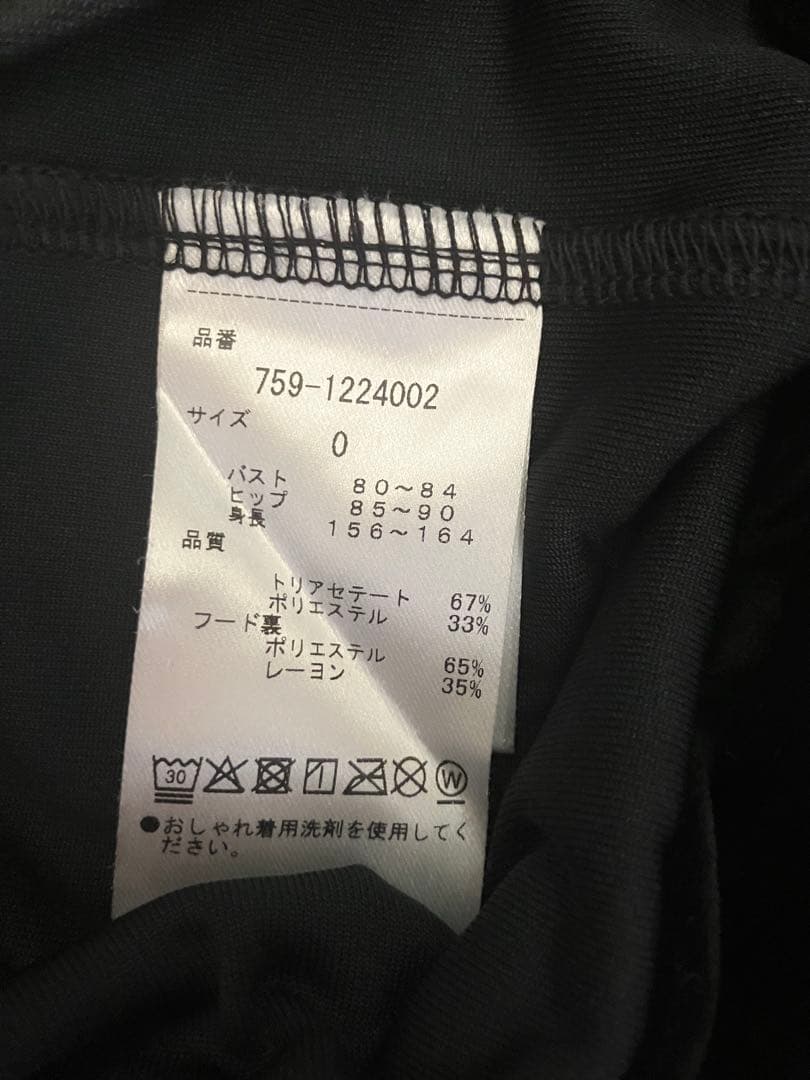 品番
759-1224002
サイズ
0
バスト 80～84
ヒップ 85～90
身長 156～164
品質
トリアセテート 67%
ポリエステル 33%
フード裏
ポリエステル 65%
レーヨン 35%
30 W
●おしゃれ着用洗剤を使用してく
ださい。